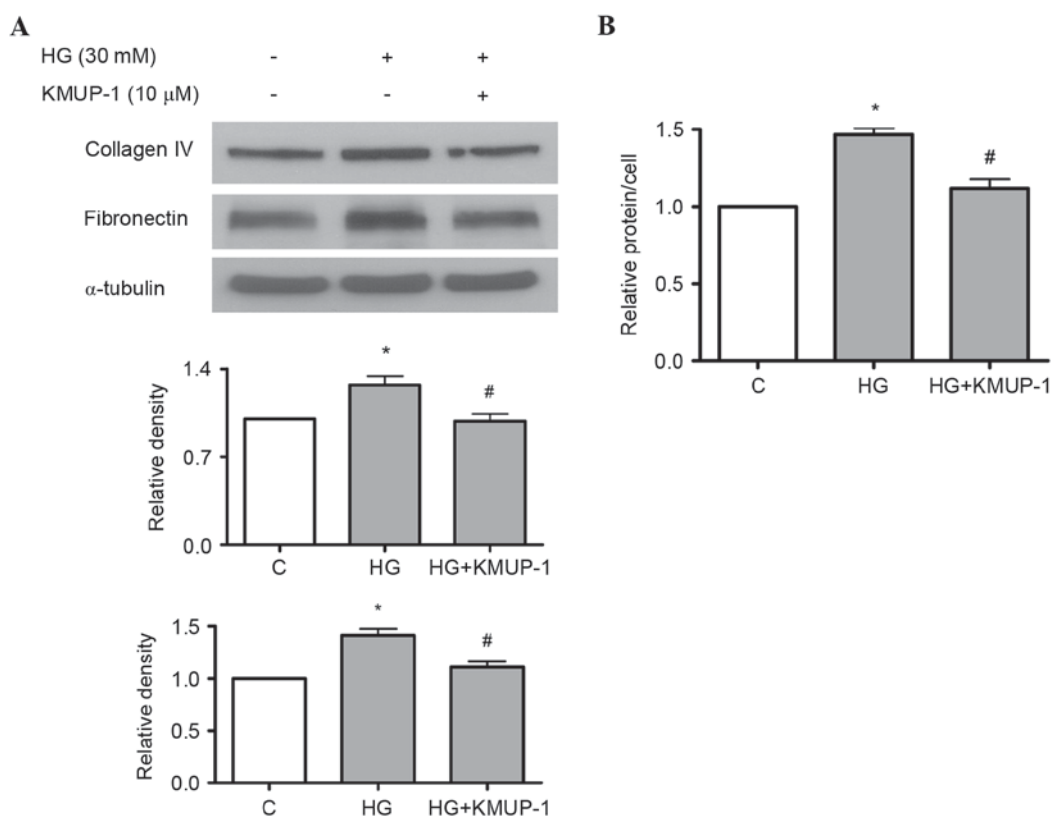 A
HG (30 mM) - + +
KMUP-1 (10 μM) - - +
Collagen IV
Fibronectin
α-tubulin
*
#
1.4
0.7
0.0
Relative density
C HG HG+KMUP-1
*
#
1.5
1.0
0.5
0.0
Relative density
C HG HG+KMUP-1
B
*
#
1.5
1.0
0.5
0.0
Relative protein/cell
C HG HG+KMUP-1